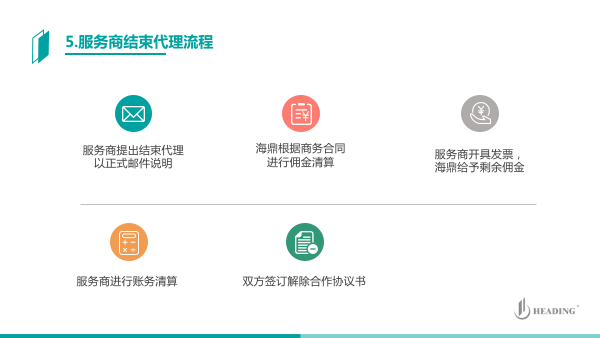 5.服务商结束代理流程
服务商提出结束代理
以正式邮件说明
海鼎根据商务合同
进行佣金清算
服务商开具发票，
海鼎给予剩余佣金
服务商进行账务清算
双方签订解除合作协议书
HEADING